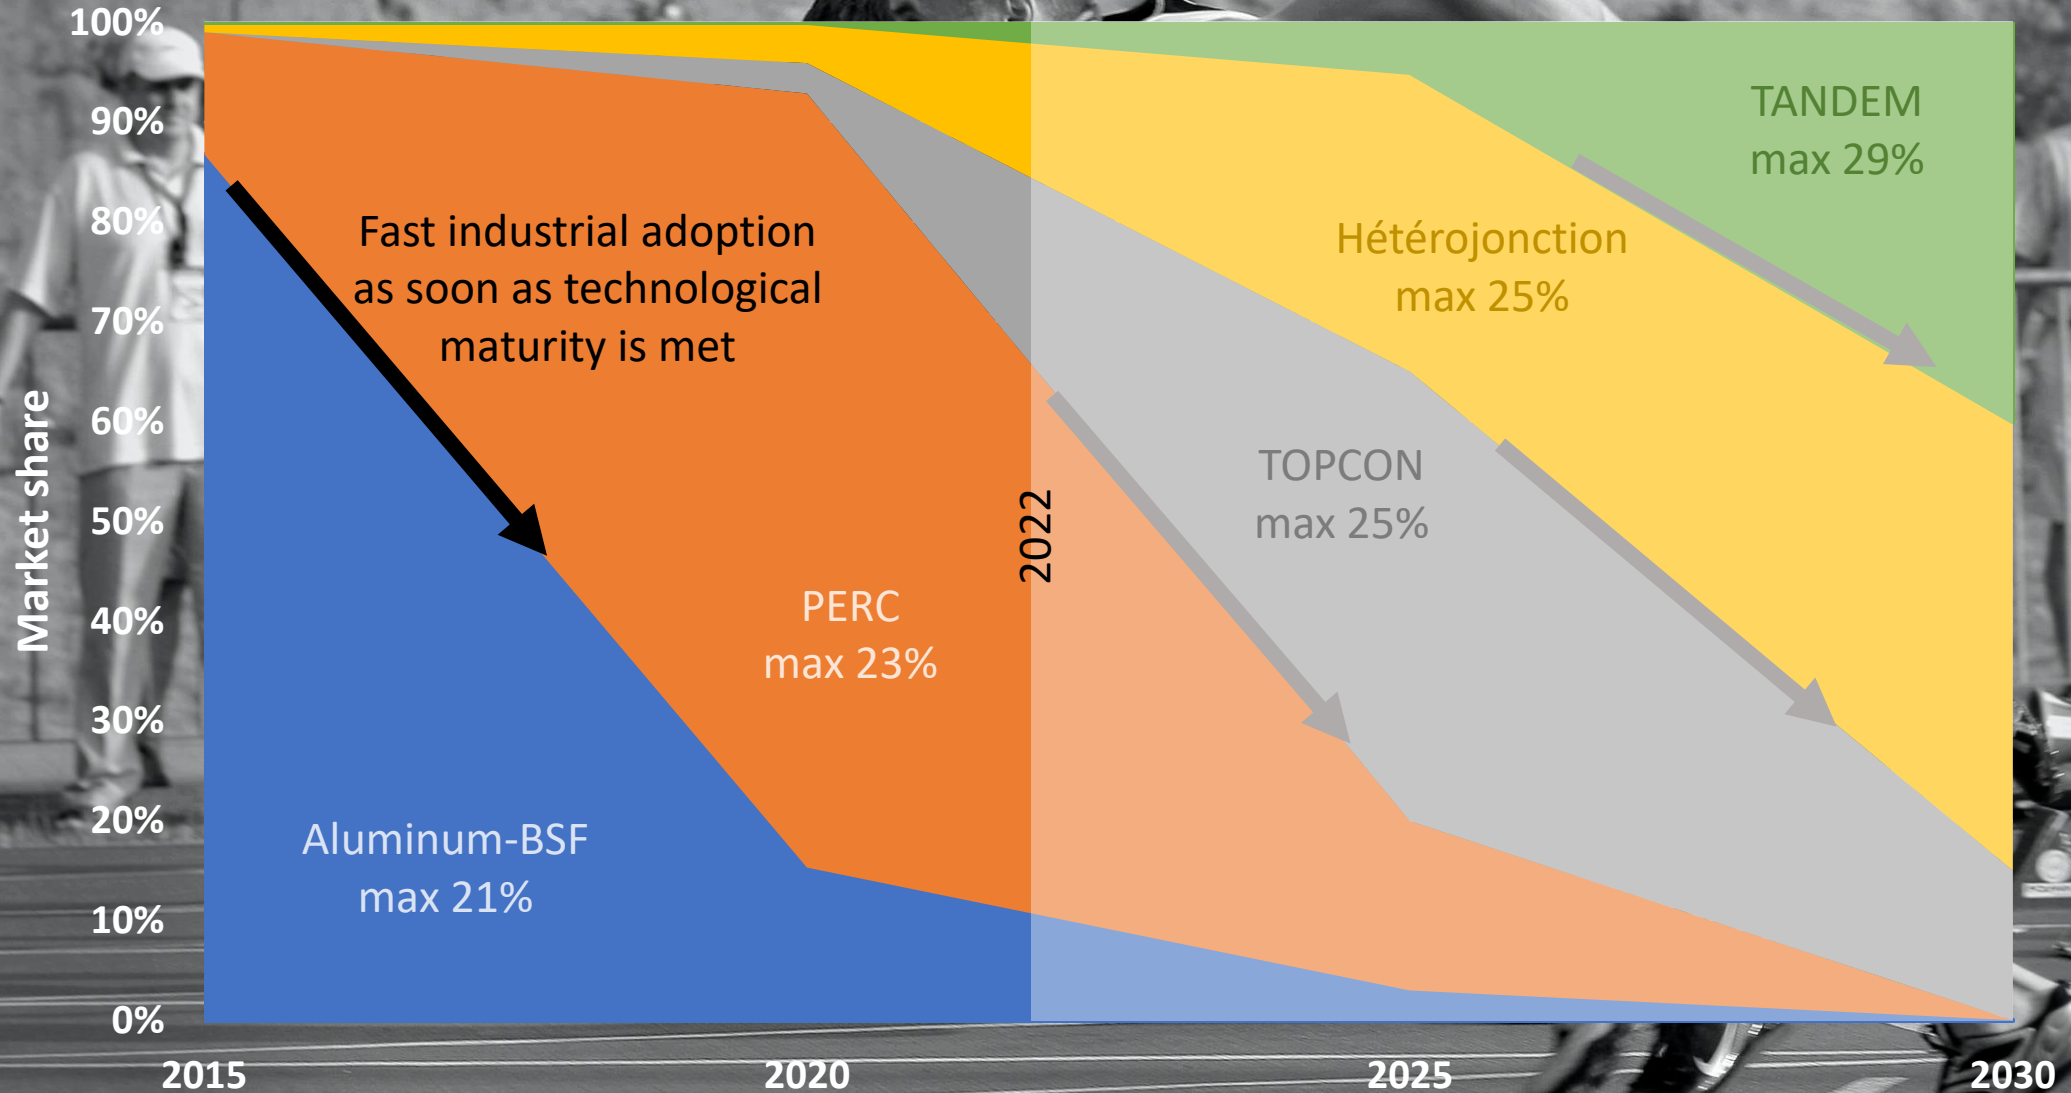 100%
90%
80%
70%
60%
50%
40%
30%
20%
10%
0%
Market share
2015
2020
2025
2030
Fast industrial adoption
as soon as technological
maturity is met
Aluminum-BSF
max 21%
PERC
max 23%
2022
TOPCON
max 25%
Hétérojonction
max 25%
TANDEM
max 29%